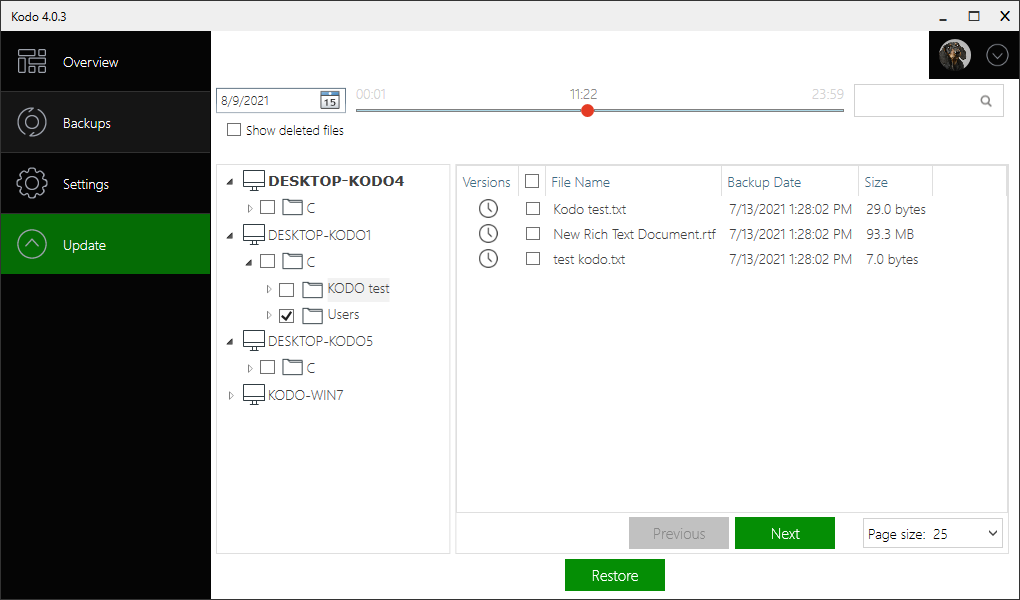 Kodo 4.0.3
Overview
Backups
Settings
Update
8/9/2021
15
00:01
11:22
23:59
Show deleted files
DESKTOP-KODO4
C
DESKTOP-KODO1
C
KODO test
Users
DESKTOP-KODO5
C
KODO-WIN7
Versions File Name Backup Date Size
Kodo test.txt 7/13/2021 1:28:02 PM 29.0 bytes
New Rich Text Document.rtf 7/13/2021 1:28:02 PM 93.3 MB
test kodo.txt 7/13/2021 1:28:02 PM 7.0 bytes
Previous Next Page size: 25
Restore